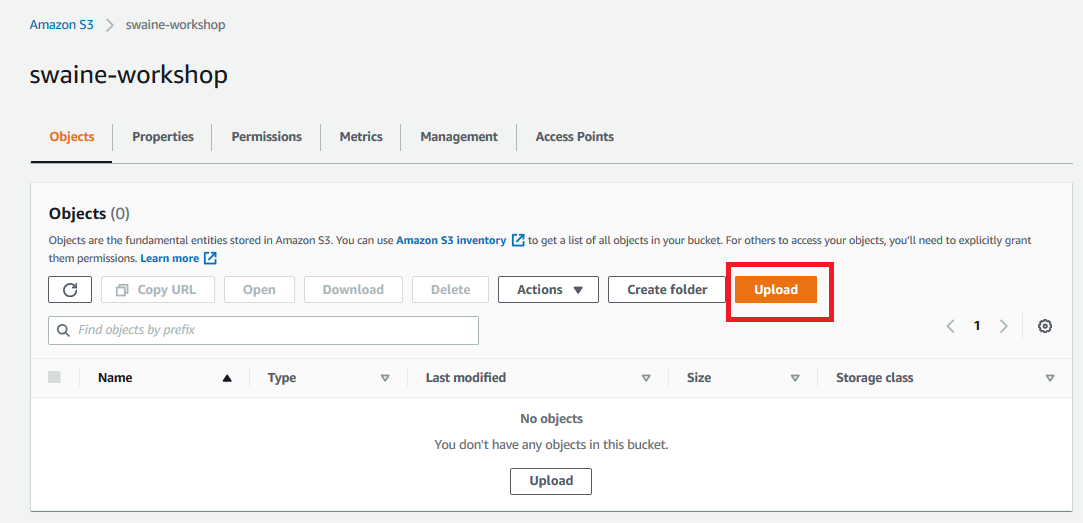 Amazon S3 > swaine-workshop
swaine-workshop
Objects Properties Permissions Metrics Management Access Points
Objects (0)
Objects are the fundamental entities stored in Amazon S3. You can use Amazon S3 inventory to get a list of all objects in your bucket. For others to access your objects, you'll need to explicitly grant
them permissions. Learn more
Copy URL Open Download Delete Actions Create folder Upload
Find objects by prefix
1
Name Type Last modified Size Storage class
No objects
You don't have any objects in this bucket.
Upload